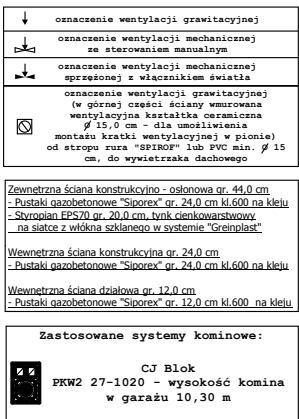 oznaczenie wentylacji grawitacyjnej
oznaczenie wentylacji mechanicznej
ze sterowaniem manualnym
oznaczenie wentylacji mechanicznej
sprzężonej z włącznikiem światła
oznaczenie wentylacji grawitacyjnej
(w górnej części ściany wmurowana
wentylacyjna kształtka ceramiczna
Ø 15,0 cm - dla umożliwienia
montażu kratki wentylacyjnej w pionie)
od stropu rura "SPIROF" lub PVC min. Ø 15
cm, do wywietrzaka dachowego
Zewnętrzna ściana konstrukcyjno - osłonowa gr. 44,0 cm
- Pustaki gazobetonowe "Siporex" gr. 24,0 cm kl.600 na kleju
- Styropian EPS70 gr. 20,0 cm, tynk cienkowarstwowy
na siatce z włókna szklanego w systemie "Greinplast"
Wewnętrzna ściana konstrukcyjna gr. 24,0 cm
- Pustaki gazobetonowe "Siporex" gr. 24,0 cm kl.600 na kleju
Wewnętrzna ściana działowa gr. 12,0 cm
- Pustaki gazobetonowe "Siporex" gr. 12,0 cm kl.600 na kleju
Zastosowane systemy kominowe:
CJ Blok
PKW2 27-1020 - wysokość komina
w garażu 10,30 m